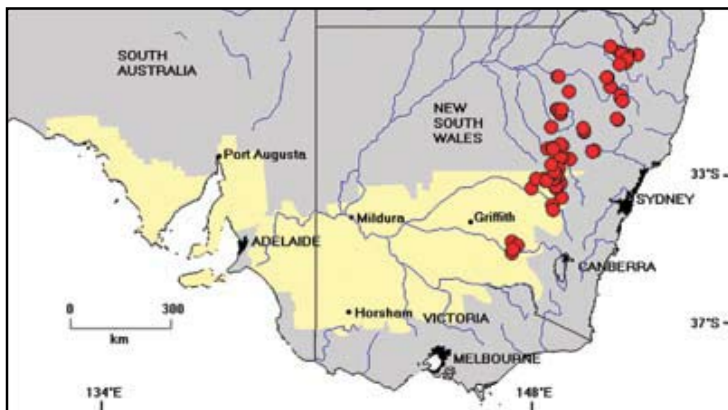 SOUTH
AUSTRALIA
NEW
SOUTH
WALES
Port Augusta
33°S
Mildura
Griffith
SYDNEY
ADELAIDE
CANBERRA
0 300
km
Horsham
VICTORIA
37°S
MELBOURNE
134°E
148°E